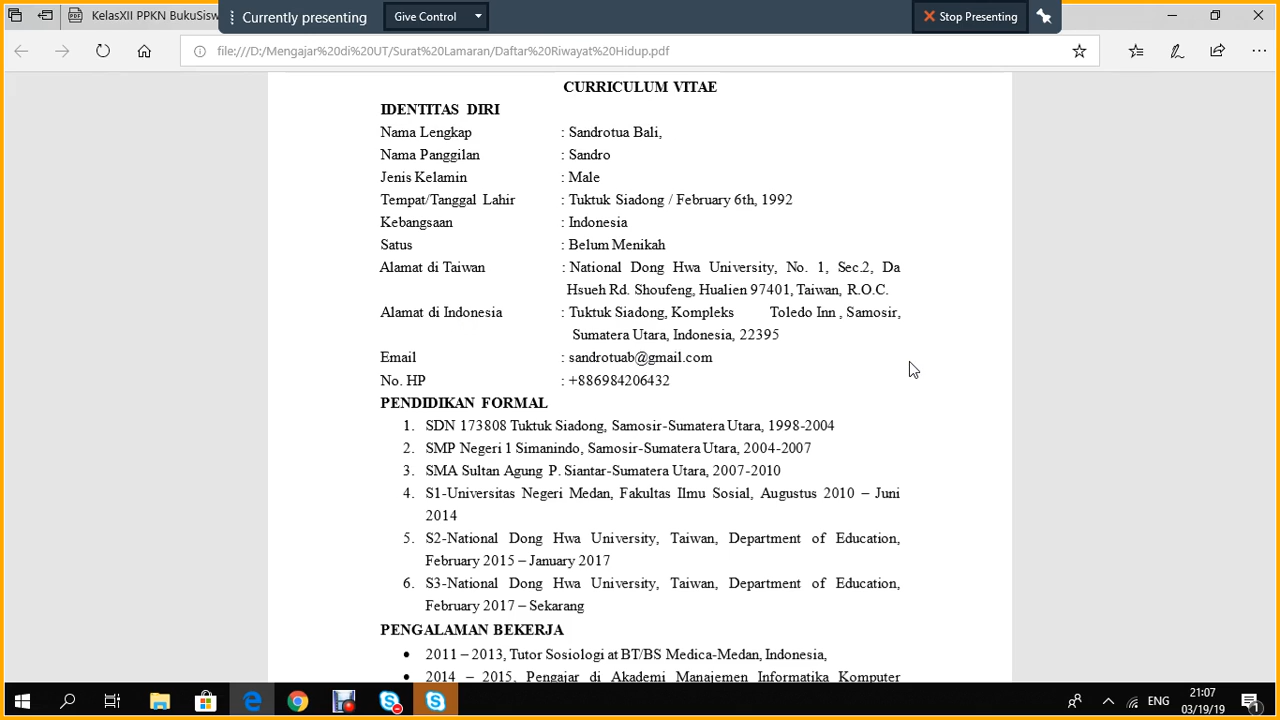 KelasXII PPKN BukuSisw
Currently presenting
Give Control
Stop Presenting
file:///D:/Mengajar%20di%20UT/Surat%20Lamaran/Daftar%20Riwayat%20Hidup.pdf
CURRICULUM VITAE
IDENTITAS DIRI
Nama Lengkap : Sandrotua Bali,
Nama Panggilan : Sandro
Jenis Kelamin : Male
Tempat/Tanggal Lahir : Tuktuk Siadong / February 6th, 1992
Kebangsaan : Indonesia
Satus : Belum Menikah
Alamat di Taiwan : National Dong Hwa University, No. 1, Sec.2, Da
Hsueh Rd. Shoufeng, Hualien 97401, Taiwan, R.O.C.
Alamat di Indonesia : Tuktuk Siadong, Kompleks Toledo Inn , Samosir,
Sumatera Utara, Indonesia, 22395
Email : sandrotuab@gmail.com
No. HP : +886984206432
PENDIDIKAN FORMAL
1. SDN 173808 Tuktuk Siadong, Samosir-Sumatera Utara, 1998-2004
2. SMP Negeri 1 Simanindo, Samosir-Sumatera Utara, 2004-2007
3. SMA Sultan Agung P. Siantar-Sumatera Utara, 2007-2010
4. S1-Universitas Negeri Medan, Fakultas Ilmu Sosial, Augustus 2010 – Juni
2014
5. S2-National Dong Hwa University, Taiwan, Department of Education,
February 2015 – January 2017
6. S3-National Dong Hwa University, Taiwan, Department of Education,
February 2017 – Sekarang
PENGALAMAN BEKERJA
• 2011 – 2013, Tutor Sosiologi at BT/BS Medica-Medan, Indonesia,
• 2014 – 2015, Pengajar di Akademi Manajemen Informatika Komputer
ENG
21:07
03/19/19
1